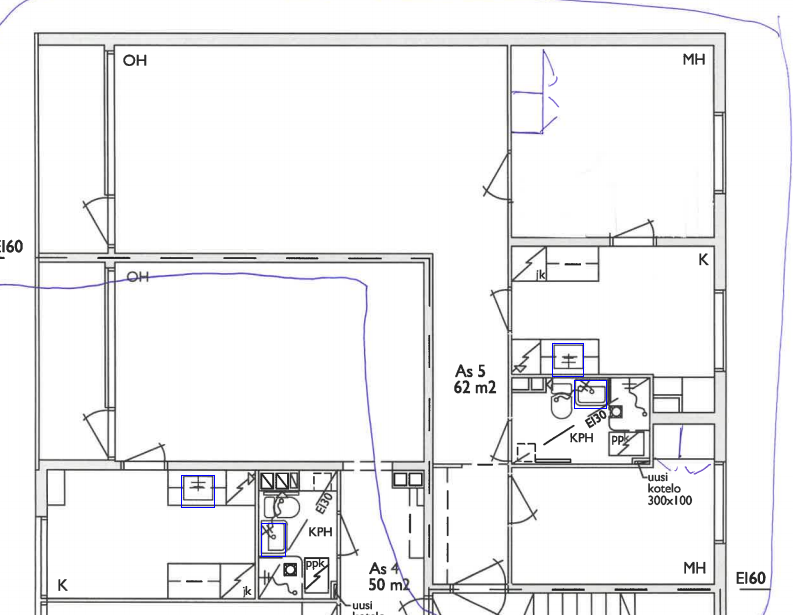 OH
MH
EI60
jk
K
OH
As 5
62 m2
EI30
KPH
ppk
uusi
kotelo
300x100
EI30
KPH
ppk
As 4
50 m2
K
jk
MH
EI60
uusi